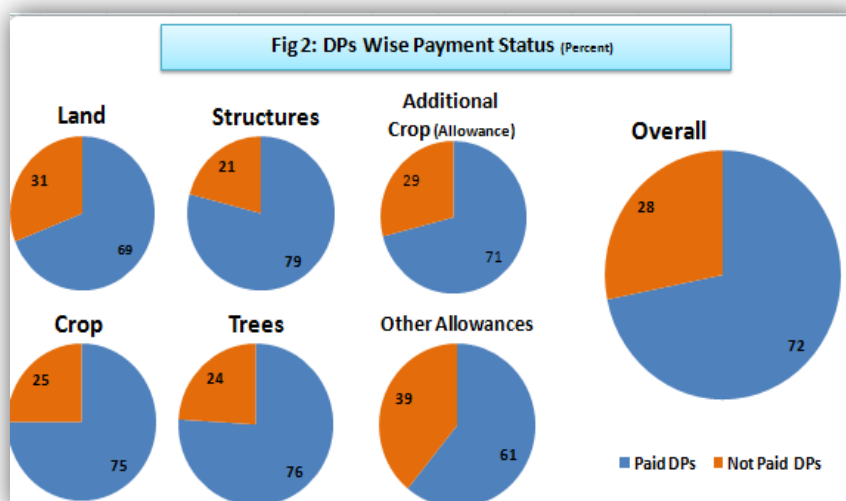 Fig 2: DPs Wise Payment Status (Percent)
Land
31
69
Structures
21
79
Additional
Crop (Allowance)
29
71
Overall
28
72
Crop
25
75
Trees
24
76
Other Allowances
39
61
Paid DPs
Not Paid DPs